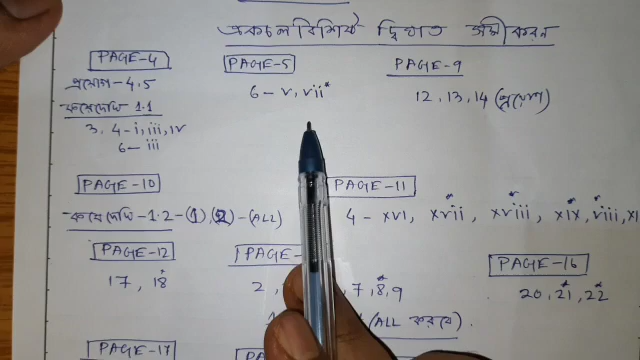 একচল বিশিষ্ট দ্বিঘাত সমীকরণ
PAGE-4
প্রয়োগ - 4, 5
কষে দেখি 1.1
3, 4 - i, iii, iv
6 - iii
PAGE-5
6 - v, vii*
PAGE-9
12, 13, 14 (প্রয়োগ)
PAGE-10
কষে দেখি - 1.2 - (1), (2) - (ALL)
PAGE-11
4 - xvi, xvii*, xviii*, xix*, viii*, xi
PAGE-12
17, 18*
PAGE-
2, 7, 8*, 9
(ALL করবে).
PAGE-16
20, 21*, 22*
PAGE-17